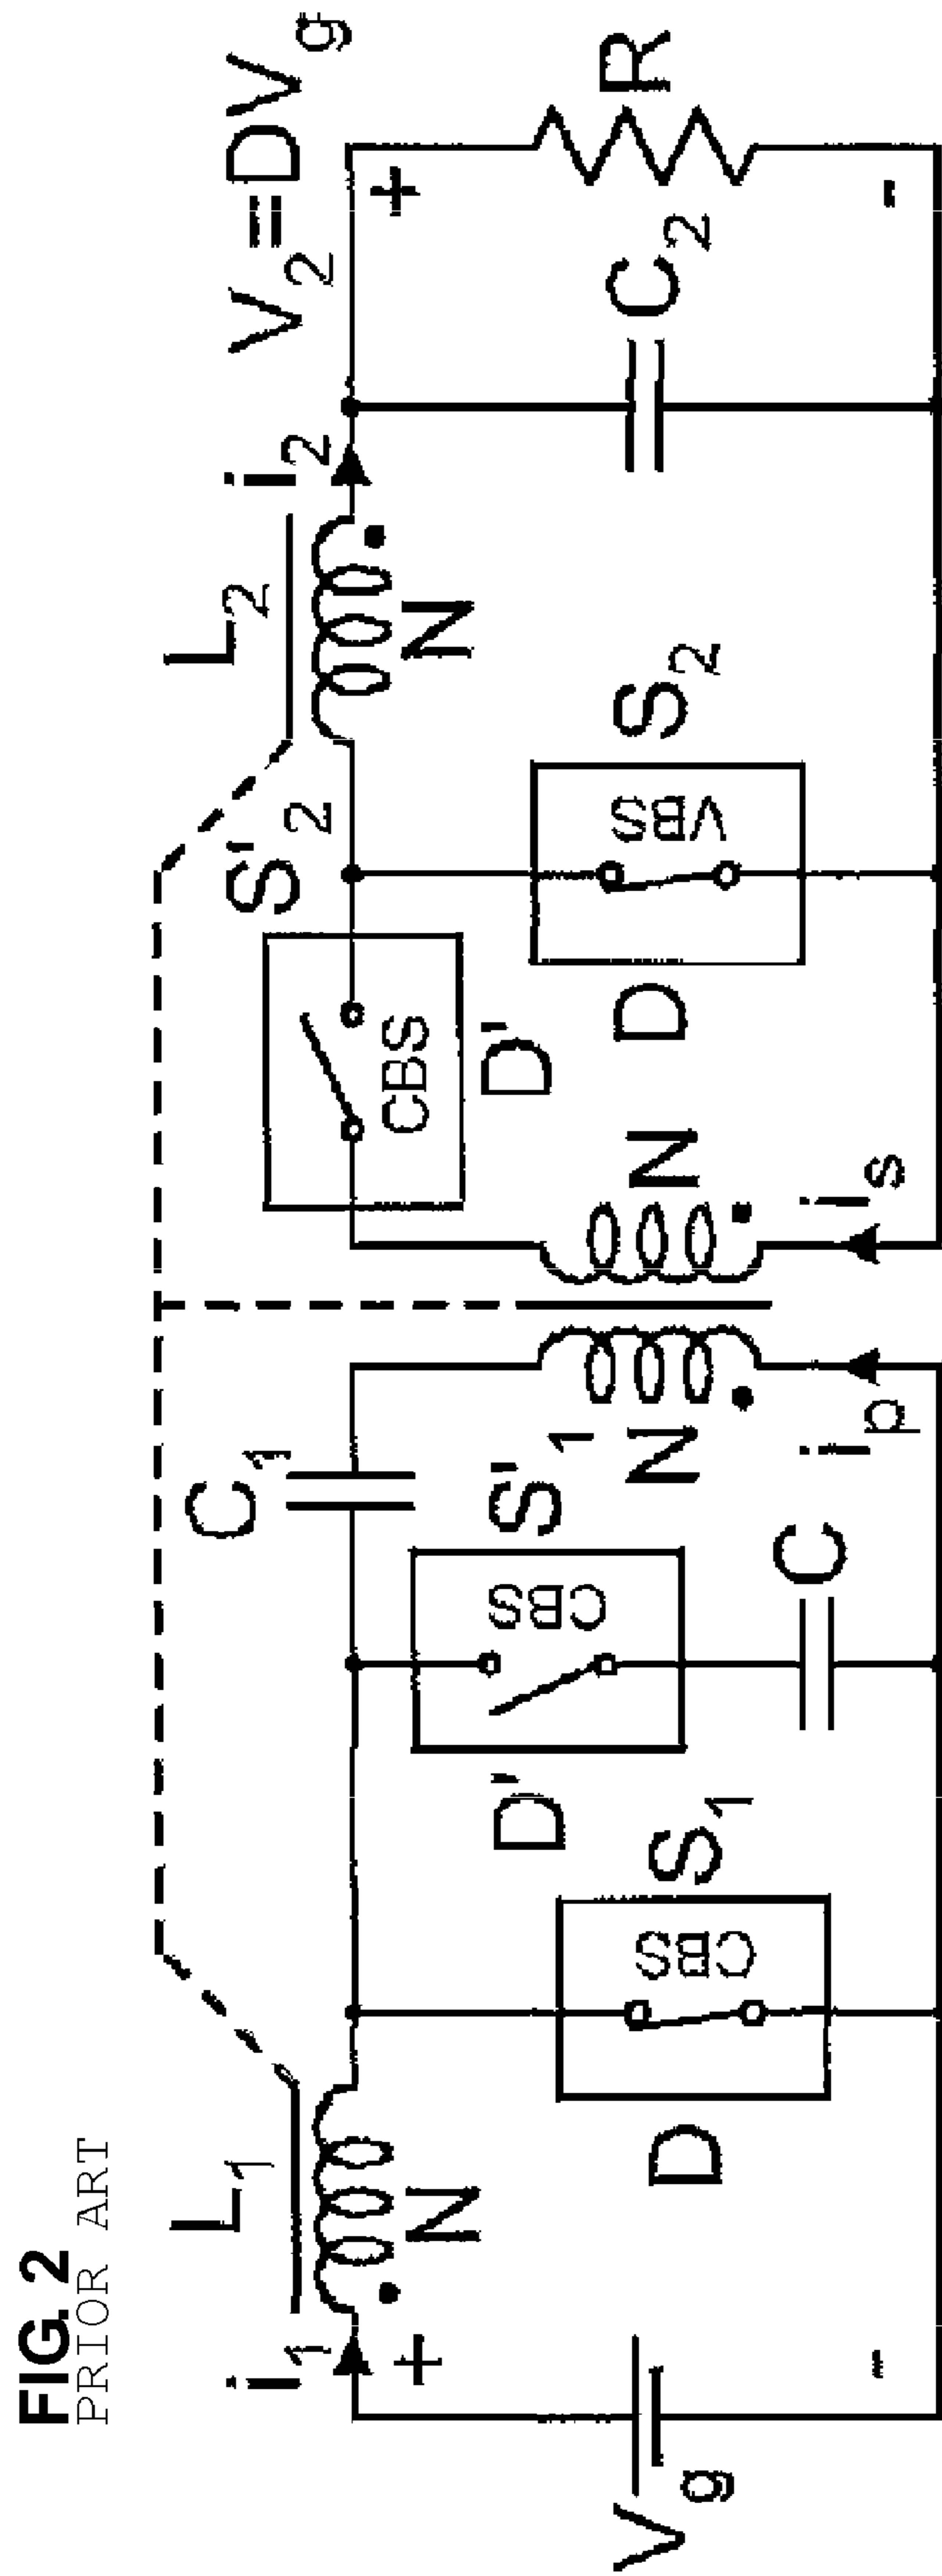 FIG. 2
PRIOR ART
L₁
i₁
N
+
Vg
-
D
S₁
CBS
D'
S'₁
CBS
C
C₁
N
iₚ
N
iₛ
S'₂
CBS
D'
D
S₂
VBS
L₂
N
i₂
V₂=DVg
C₂
+
R
-